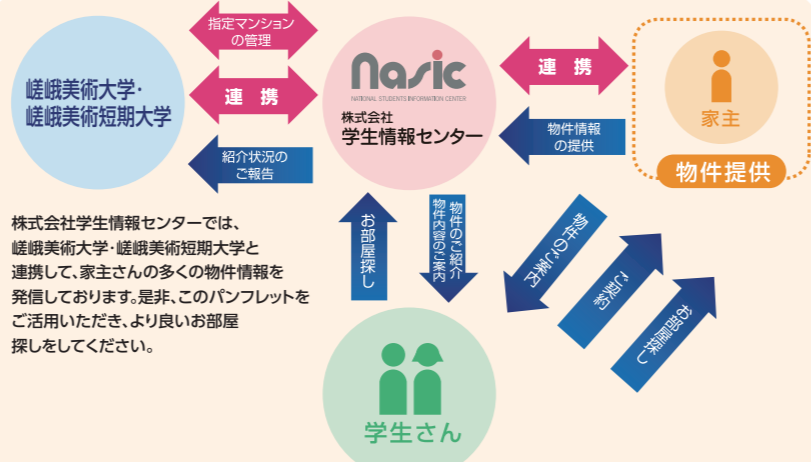 指定マンション
の管理
連 携
紹介状況の
ご報告
嵯峨美術大学・
嵯峨美術短期大学
nasic
NATIONAL STUDENTS INFORMATION CENTER
株式会社
学生情報センター
連 携
物件情報
の提供
家主
物件提供
株式会社学生情報センターでは、
嵯峨美術大学・嵯峨美術短期大学と
連携して、家主さんの多くの物件情報を
発信しております。是非、このパンフレットを
ご活用いただき、より良いお部屋
探しをしてください。
お部屋探し
物件のご紹介
物件内容のご案内
物件のご案内
ご契約
お部屋探し
学生さん